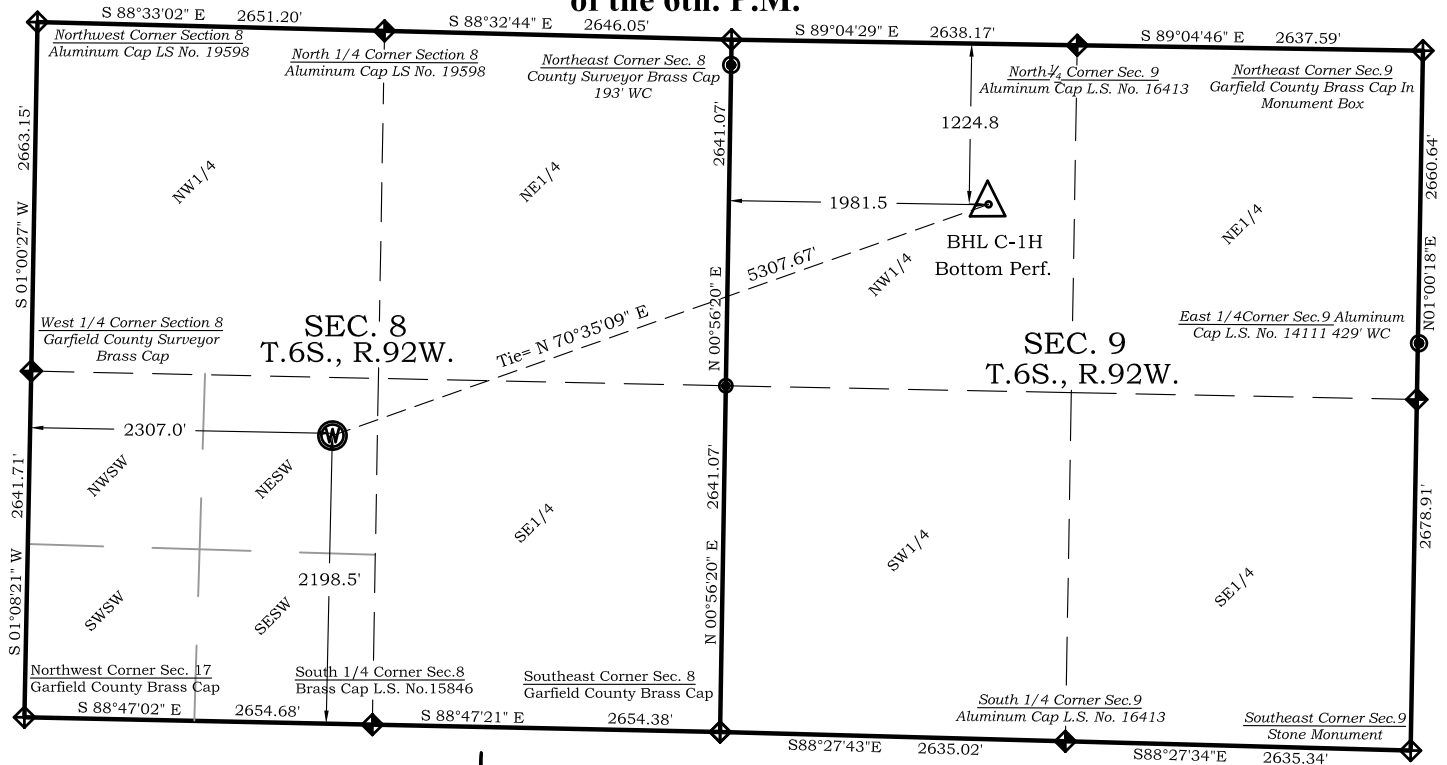 of the 6th. P.M.
S 88°33'02" E 2651.20'
S 88°32'44" E 2646.05'
S 89°04'29" E 2638.17'
S 89°04'46" E 2637.59'
Northwest Corner Section 8
Aluminum Cap LS No. 19598
North 1/4 Corner Section 8
Aluminum Cap LS No. 19598
Northeast Corner Sec. 8
County Surveyor Brass Cap
193' WC
North 1/4 Corner Sec. 9
Aluminum Cap L.S. No. 16413
Northeast Corner Sec.9
Garfield County Brass Cap In
Monument Box
S 01°00'27" W 2663.15'
NW1/4
NE1/4
N 00°56'20" E 2641.07'
1224.8
1981.5
BHL C-1H
Bottom Perf.
NW1/4
NE1/4
N01°00'18"E 2660.64'
West 1/4 Corner Section 8
Garfield County Surveyor
Brass Cap
SEC. 8
T.6S., R.92W.
Tie= N 70°35'09" E 5307.67'
SEC. 9
T.6S., R.92W.
East 1/4Corner Sec.9 Aluminum
Cap L.S. No. 14111 429' WC
2307.0'
W
NWSW
NESW
S 01°08'21" W 2641.71'
SE1/4
N 00°56'20" E 2641.07'
SW1/4
SE1/4
2678.91'
2198.5'
SWSW
SESW
Northwest Corner Sec. 17
Garfield County Brass Cap
South 1/4 Corner Sec.8
Brass Cap L.S. No.15846
Southeast Corner Sec. 8
Garfield County Brass Cap
South 1/4 Corner Sec.9
Aluminum Cap L.S. No. 16413
Southeast Corner Sec.9
Stone Monument
S 88°47'02" E 2654.68'
S 88°47'21" E 2654.38'
S88°27'43"E 2635.02'
S88°27'34"E 2635.34'